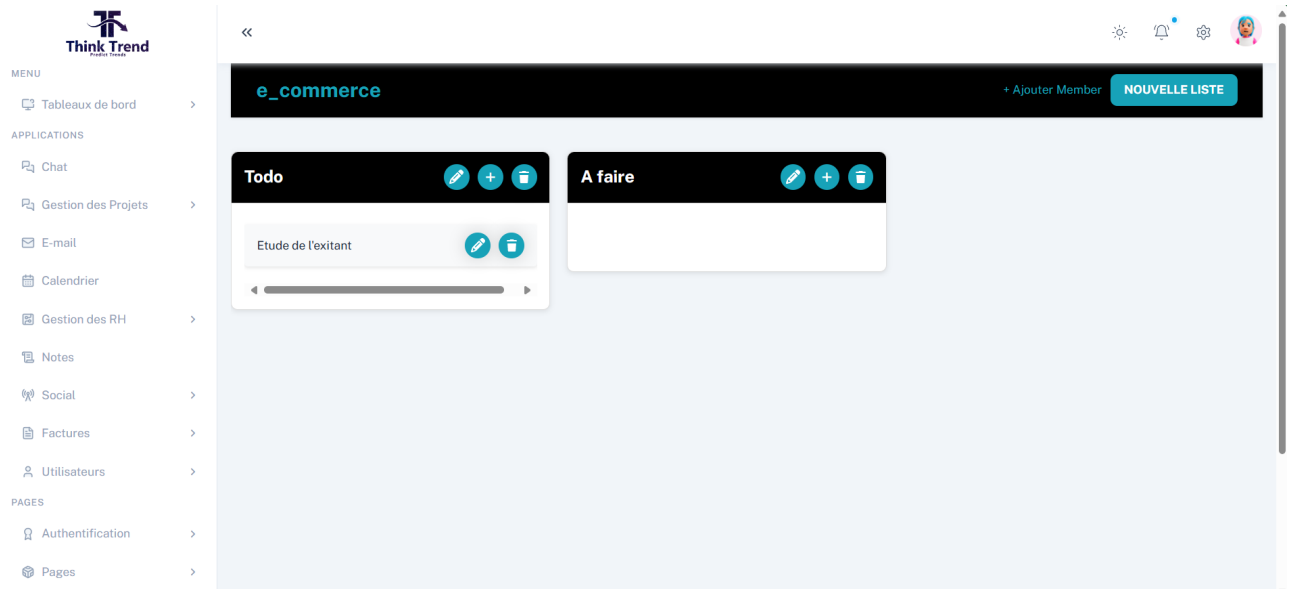 Think Trend
Predict Trends
MENU
Tableaux de bord
APPLICATIONS
Chat
Gestion des Projets
E-mail
Calendrier
Gestion des RH
Notes
Social
Factures
Utilisateurs
PAGES
Authentification
Pages
e_commerce
+ Ajouter Member
NOUVELLE LISTE
Todo
Etude de l'exitant
A faire